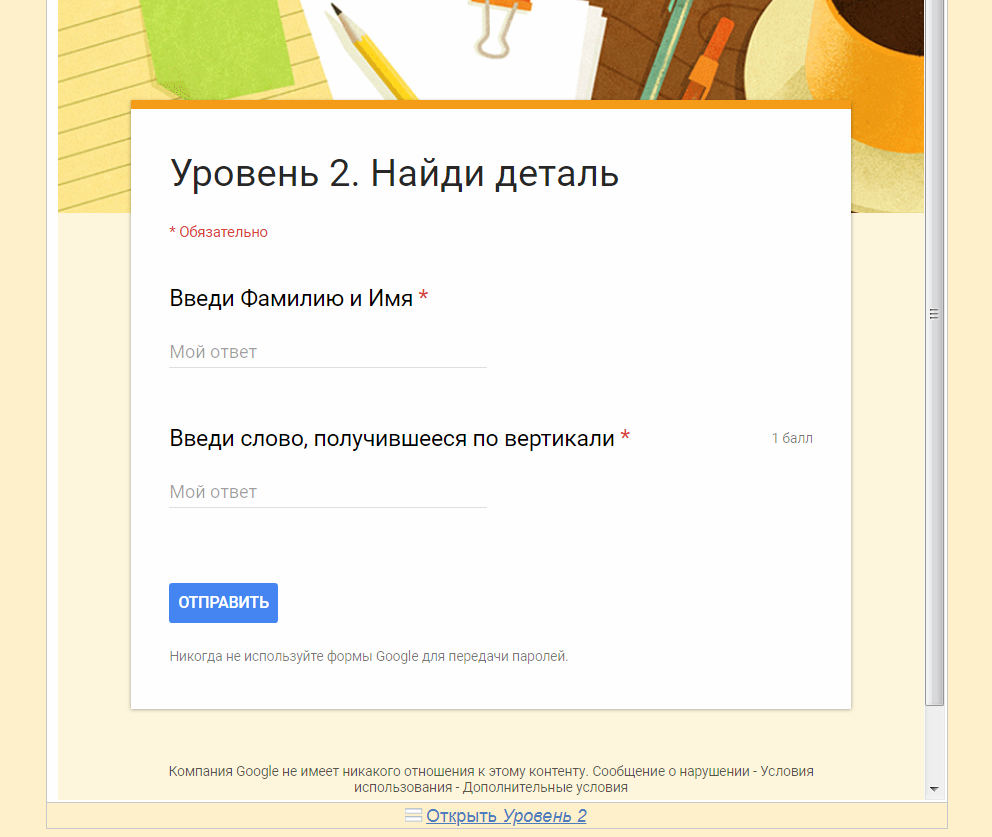 Уровень 2. Найди деталь
* Обязательно
Введи Фамилию и Имя *
Мой ответ
Введи слово, получившееся по вертикали *
1 балл
Мой ответ
ОТПРАВИТЬ
Никогда не используйте формы Google для передачи паролей.
Компания Google не имеет никакого отношения к этому контенту. Сообщение о нарушении - Условия
использования - Дополнительные условия
Открыть Уровень 2